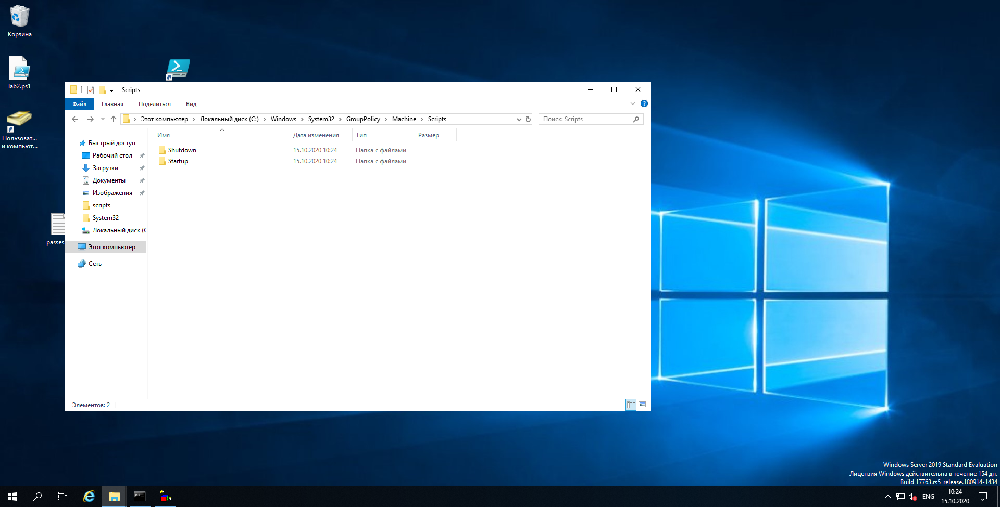 Корзина
lab2.ps1
Пользоват...
и компьют...
passes
Scripts
Файл
Главная
Поделиться
Вид
Этот компьютер
Локальный диск (C:)
Windows
System32
GroupPolicy
Machine
Scripts
Поиск: Scripts
Имя
Дата изменения
Тип
Размер
Shutdown
15.10.2020 10:24
Папка с файлами
Startup
15.10.2020 10:24
Папка с файлами
Быстрый доступ
Рабочий стол
Загрузки
Документы
Изображения
scripts
System32
Локальный диск (C
Этот компьютер
Сеть
Элементов: 2
Windows Server 2019 Standard Evaluation
Лицензия Windows действительна в течение 154 дн.
Build 17763.rs5_release.180914-1434
ENG
10:24
15.10.2020